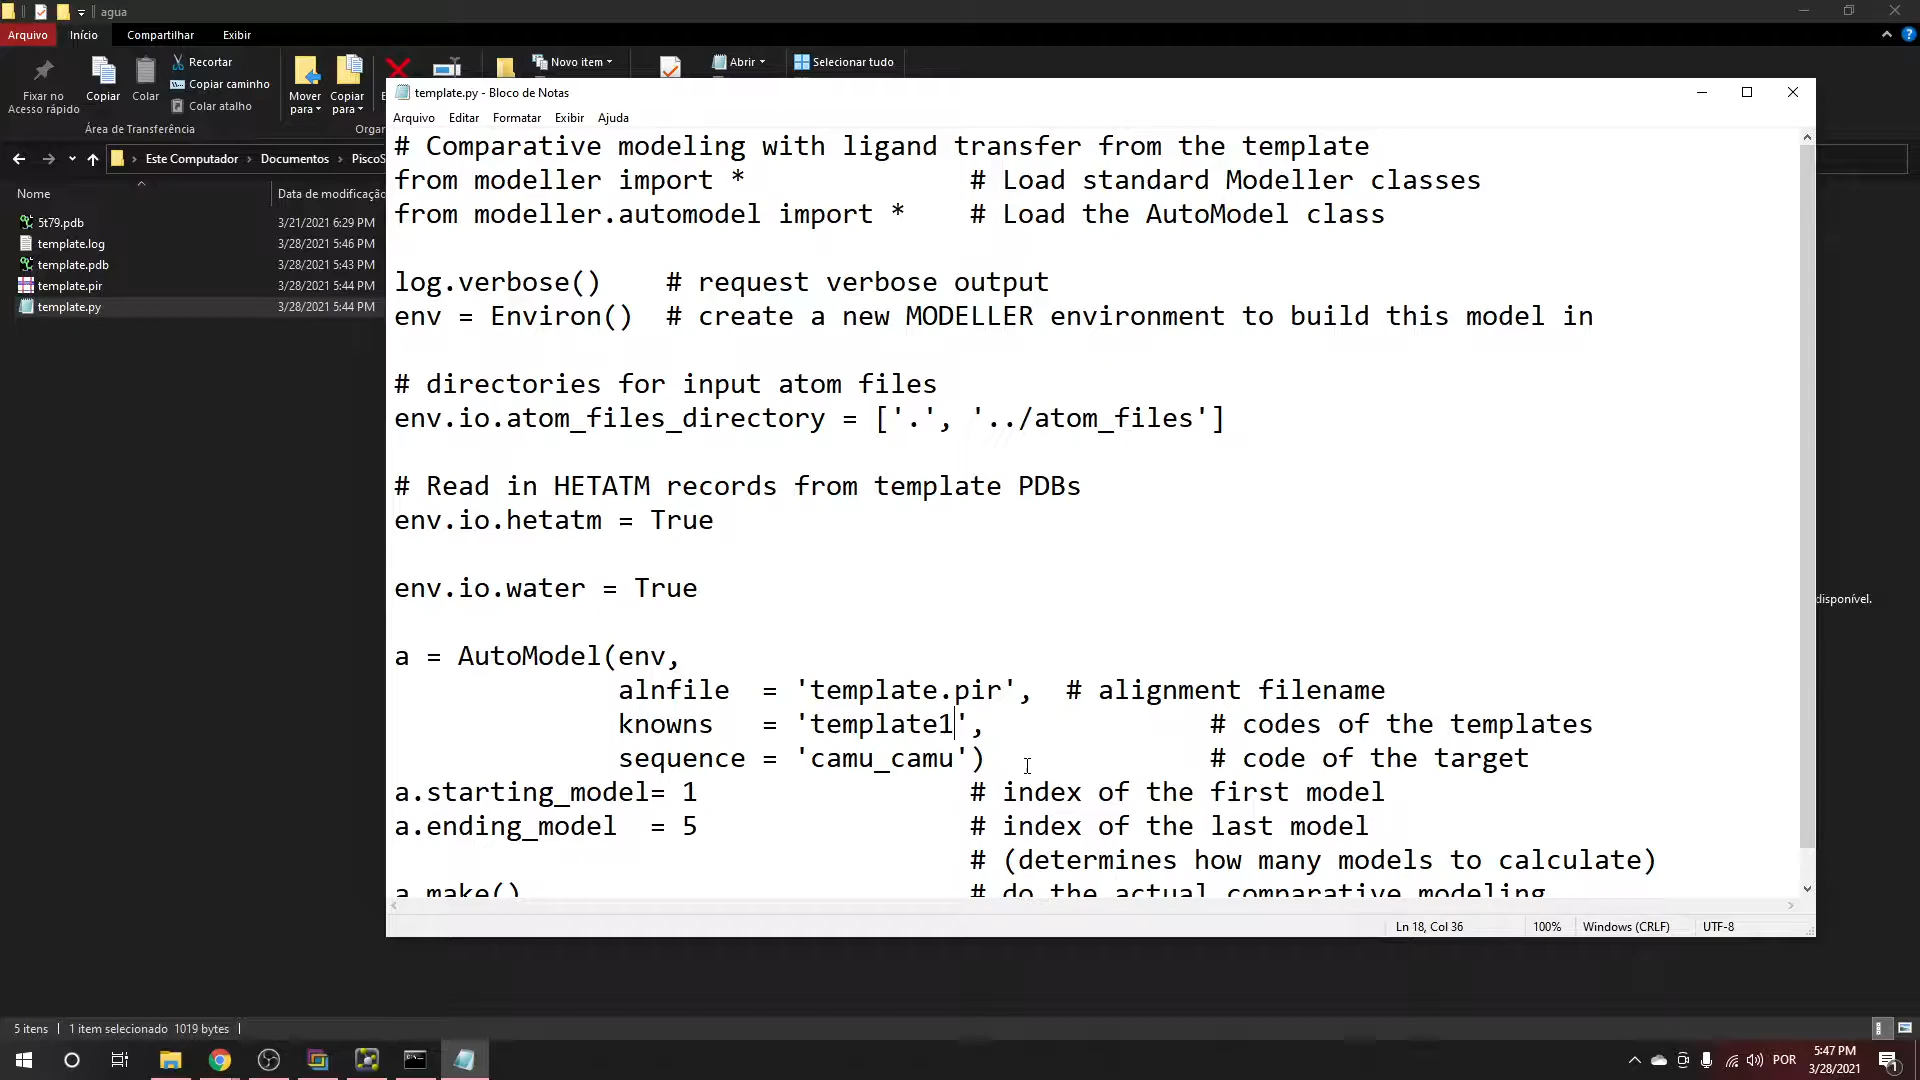 agua
Arquivo
Início
Compartilhar
Exibir
Fixar no
Acesso rápido
Copiar
Colar
Recortar
Copiar caminho
Colar atalho
Mover
para
Copiar
para
Novo item
Abrir
Selecionar tudo
Área de Transferência
Organ
Este Computador
Documentos
PiscoS
Nome
Data de modificação
5t79.pdb 3/21/2021 6:29 PM
template.log 3/28/2021 5:46 PM
template.pdb 3/28/2021 5:43 PM
template.pir 3/28/2021 5:44 PM
template.py 3/28/2021 5:44 PM
template.py - Bloco de Notas
Arquivo Editar Formatar Exibir Ajuda
# Comparative modeling with ligand transfer from the template
from modeller import * # Load standard Modeller classes
from modeller.automodel import * # Load the AutoModel class
log.verbose() # request verbose output
env = Environ() # create a new MODELLER environment to build this model in
# directories for input atom files
env.io.atom_files_directory = ['.', '../atom_files']
# Read in HETATM records from template PDBs
env.io.hetatm = True
env.io.water = True
a = AutoModel(env,
alnfile = 'template.pir', # alignment filename
knowns = 'template1', # codes of the templates
sequence = 'camu_camu') # code of the target
a.starting_model= 1 # index of the first model
a.ending_model = 5 # index of the last model
# (determines how many models to calculate)
a.make() # do the actual comparative modeling
Ln 18, Col 36 100% Windows (CRLF) UTF-8
disponível.
5 itens 1 item selecionado 1019 bytes
POR
5:47 PM
3/28/2021
1